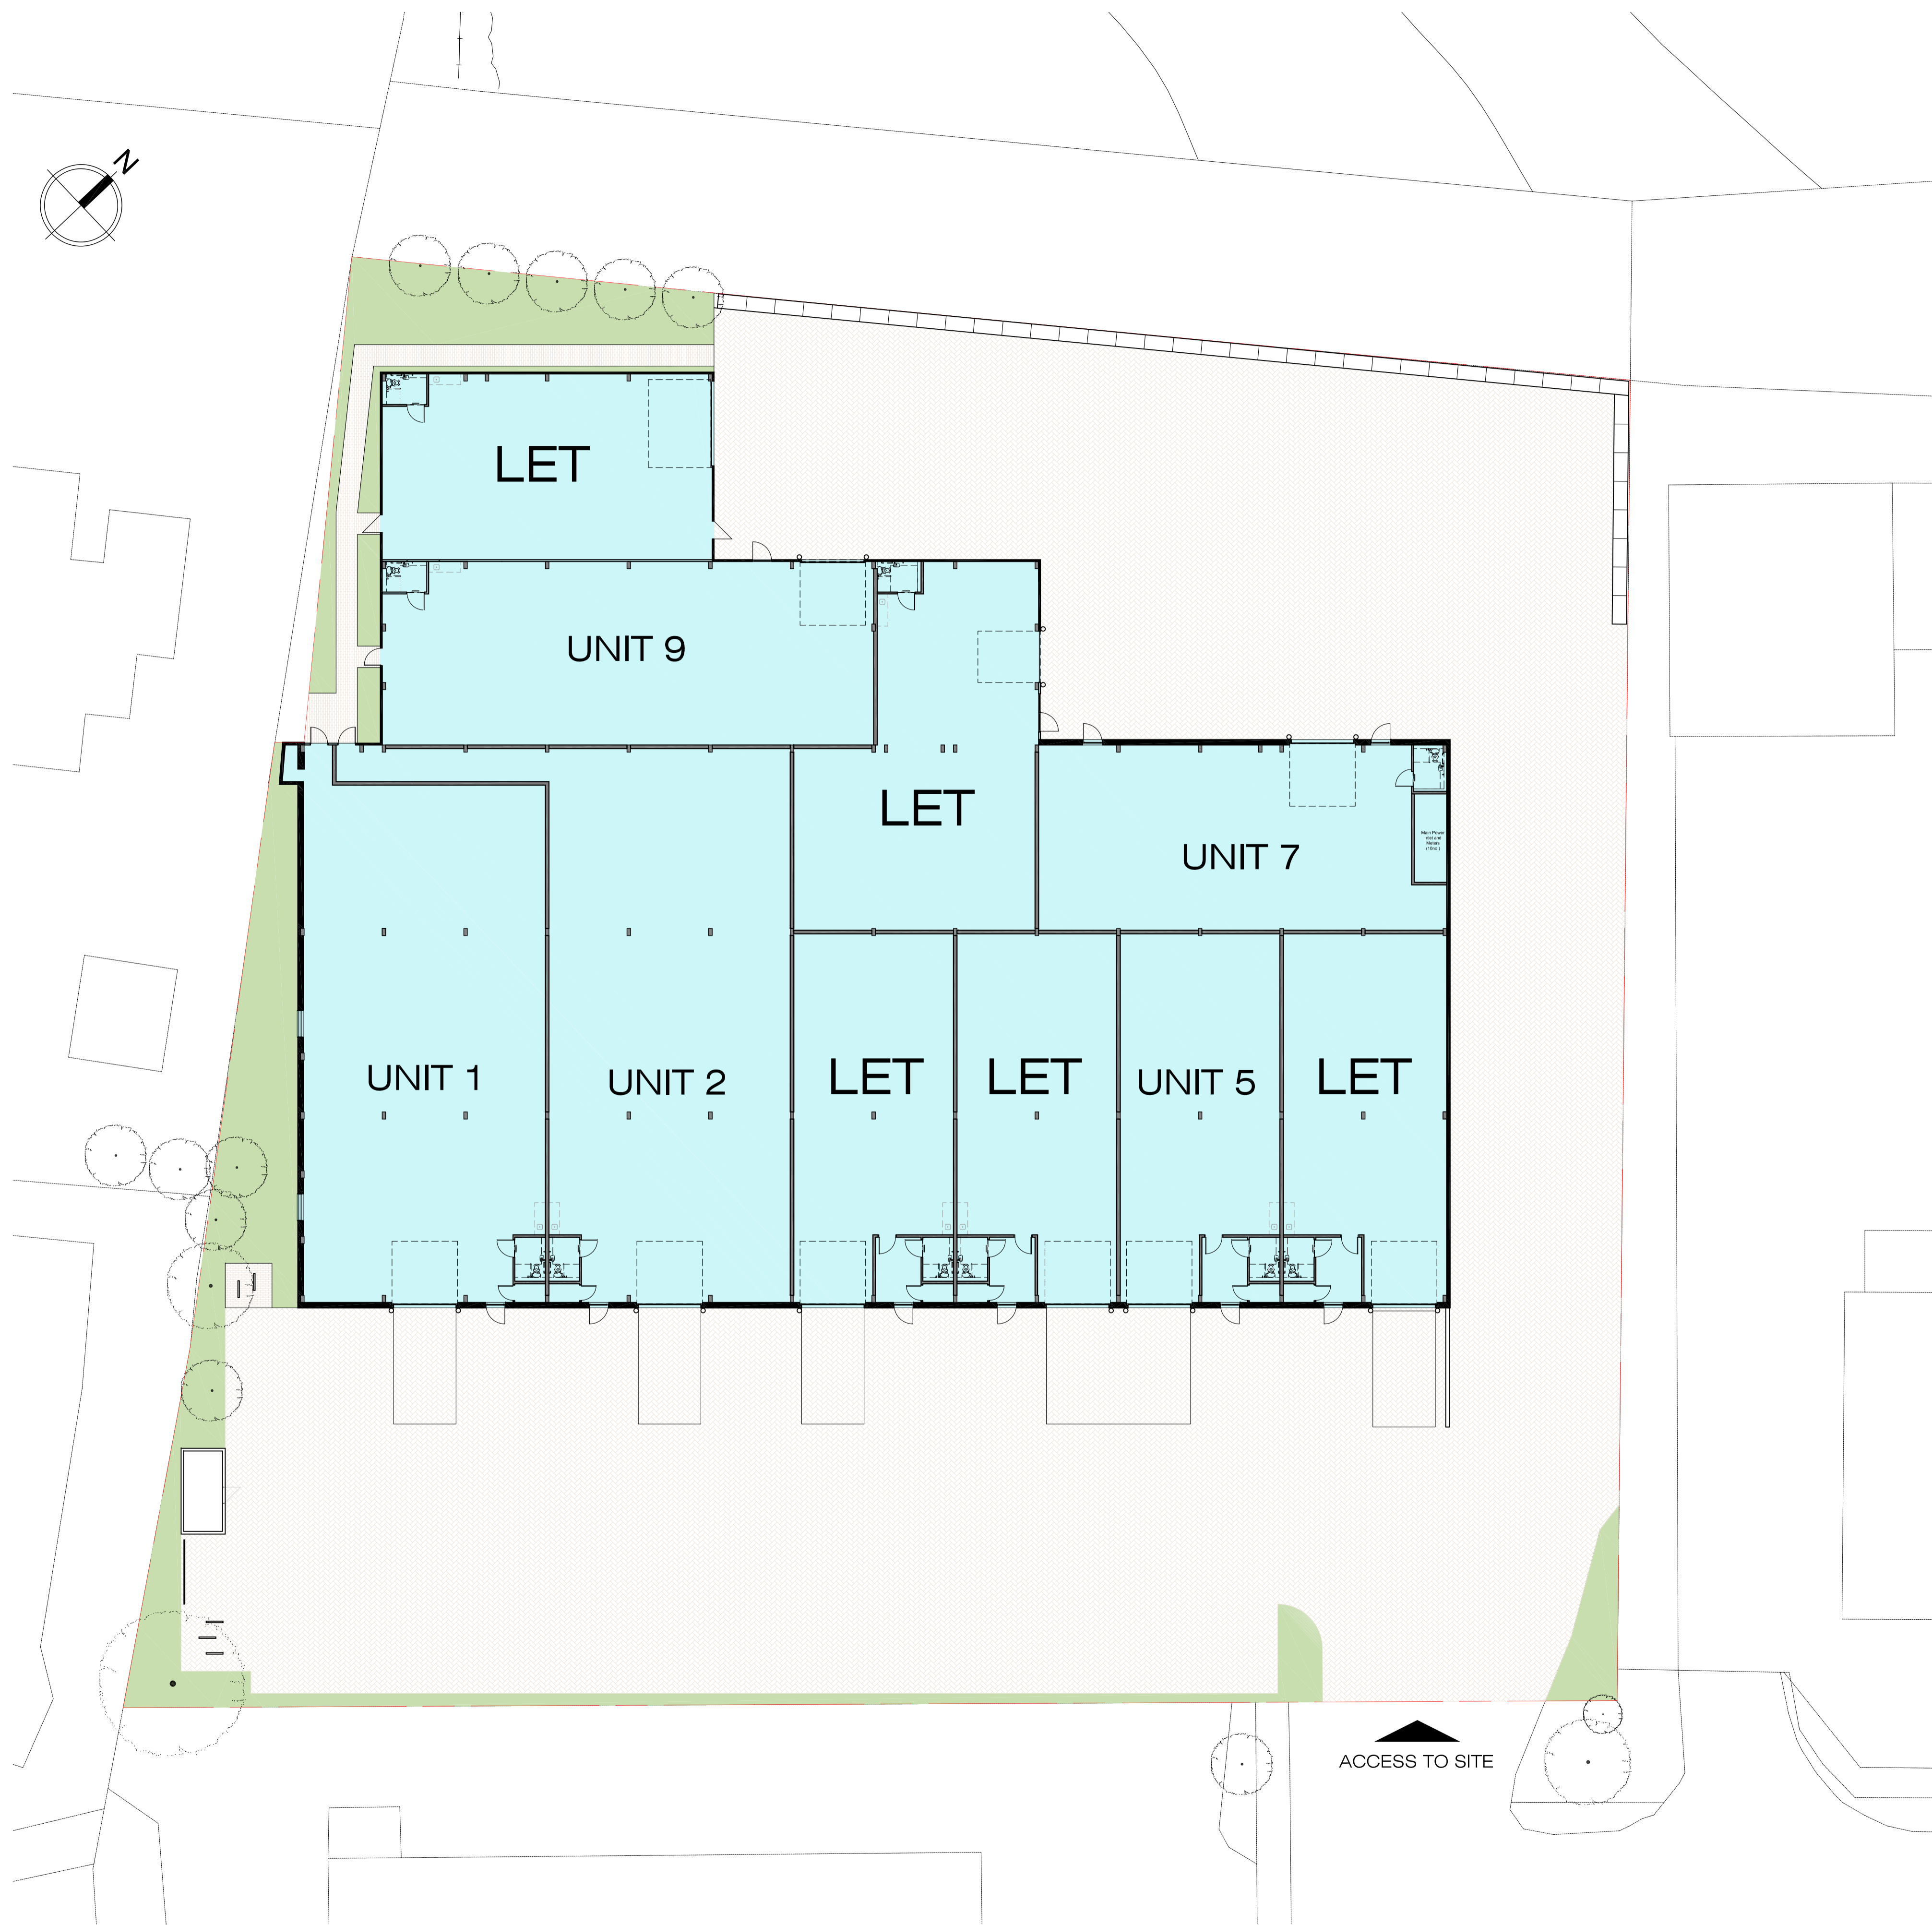 N
LET
UNIT 9
LET
UNIT 7
Main Power
Inlet and
Meters
(10no.)
UNIT 1
UNIT 2
LET
LET
UNIT 5
LET
ACCESS TO SITE